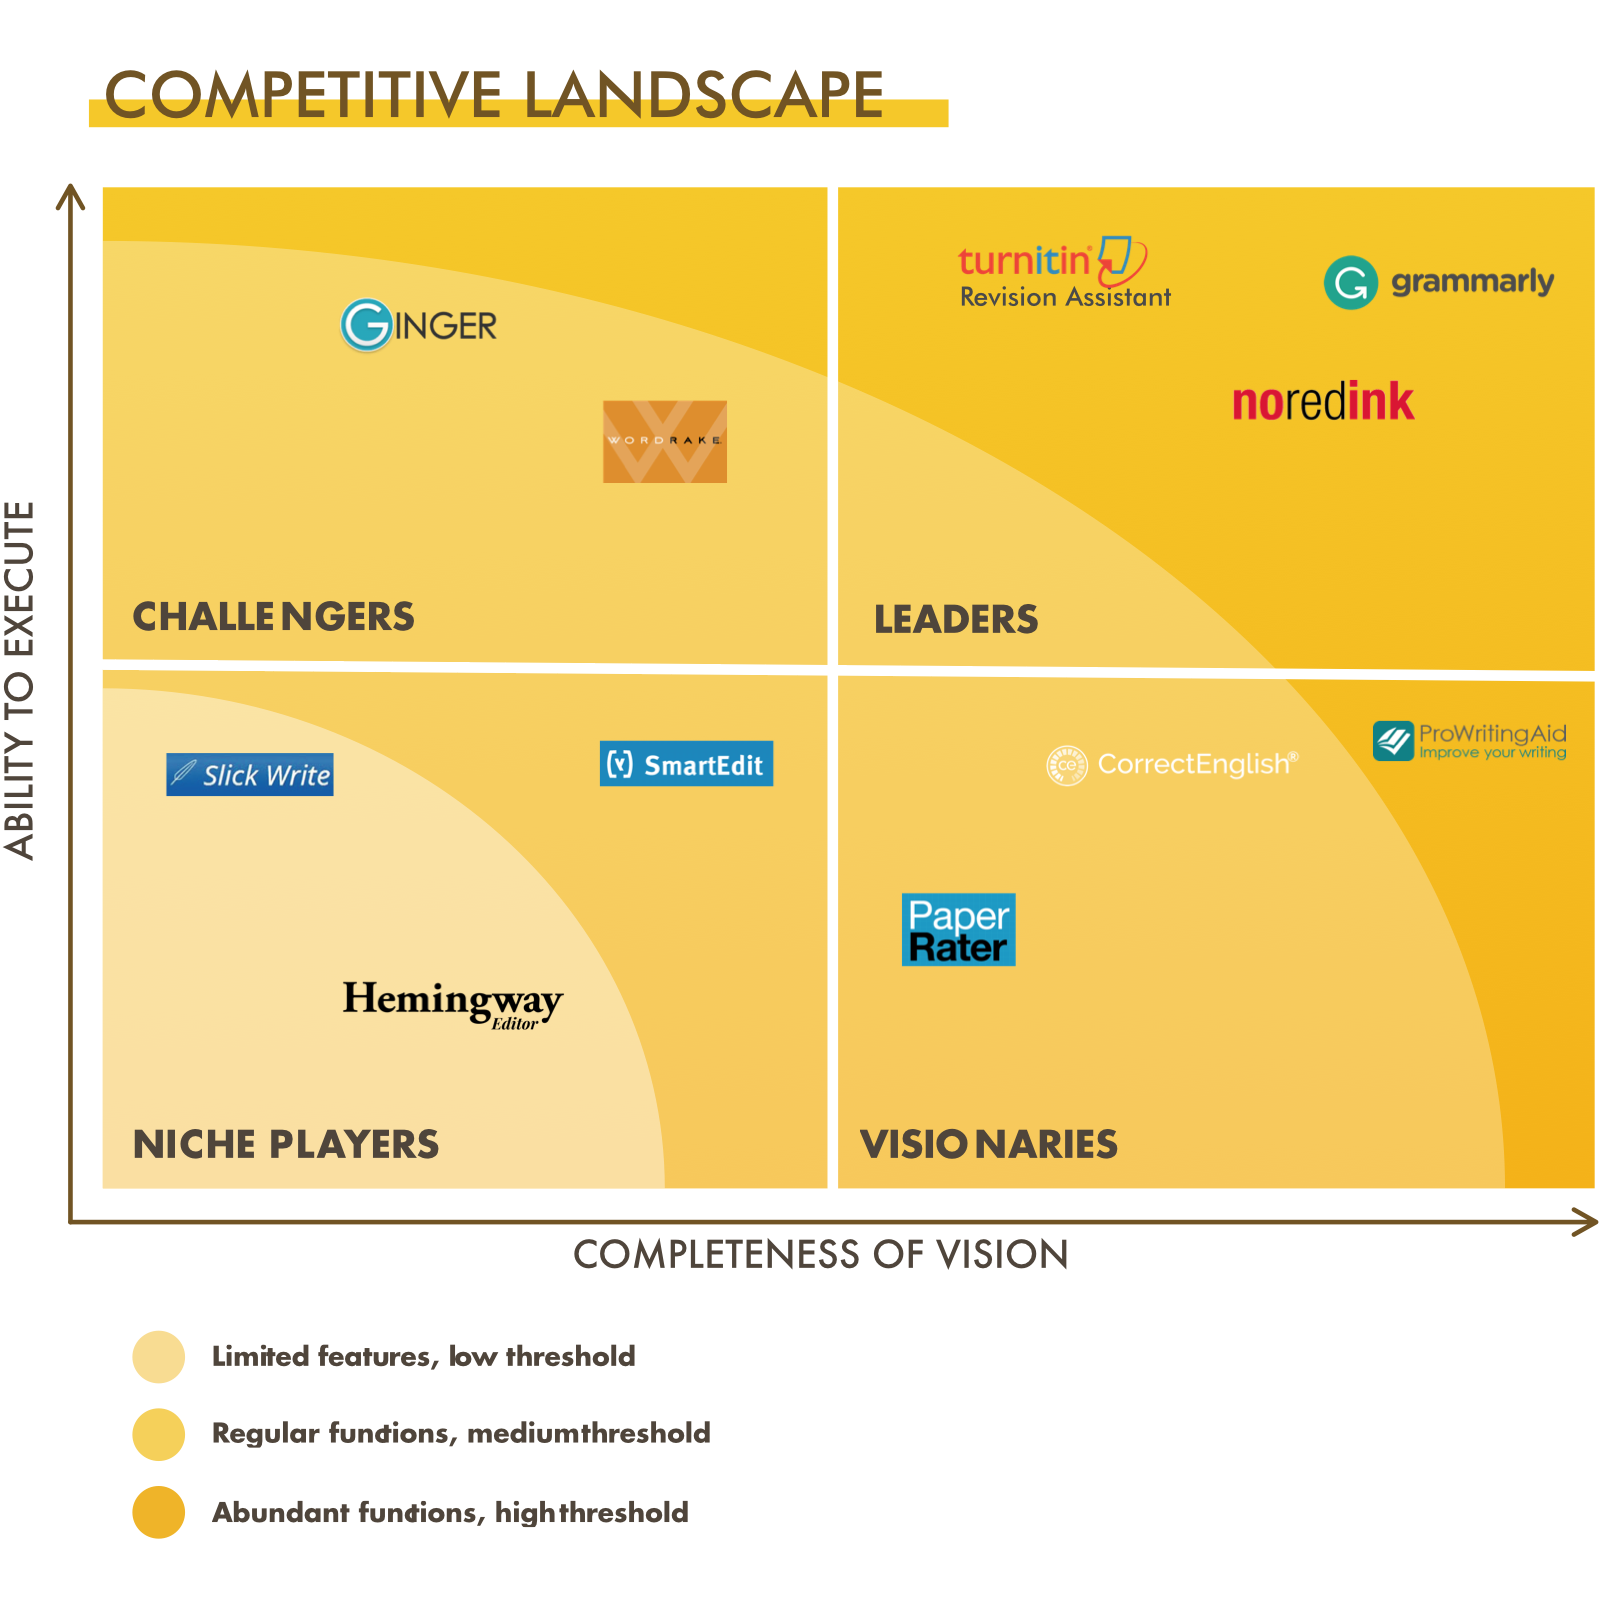 COMPETITIVE LANDSCAPE
turnitin
Revision Assistant
grammarly
GINGER
noredink
WORDRAKE
ABILITY TO EXECUTE
CHALLENGERS
LEADERS
Slick Write
SmartEdit
CorrectEnglish®
ProWritingAid
Improve your writing
Paper
Rater
Hemingway
Editor
NICHE PLAYERS
VISIONARIES
COMPLETENESS OF VISION
Limited features, low threshold
Regular functions, medium threshold
Abundant functions, high threshold